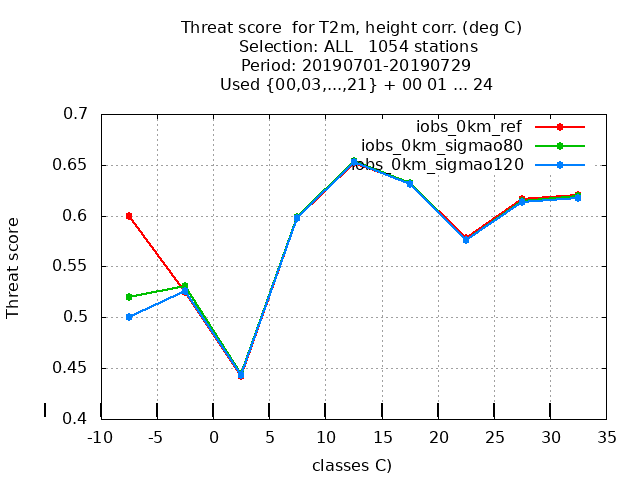 Threat score  for T2m, height corr. (deg C)
Selection: ALL   1054 stations
Period: 20190701-20190729
Used {00,03,...,21} + 00 01 ... 24
iobs_0km_ref
iobs_0km_sigmao80
iobs_0km_sigmao120
Threat score
0.7
0.65
0.6
0.55
0.5
0.45
0.4
-10 -5 0 5 10 15 20 25 30 35
classes C)